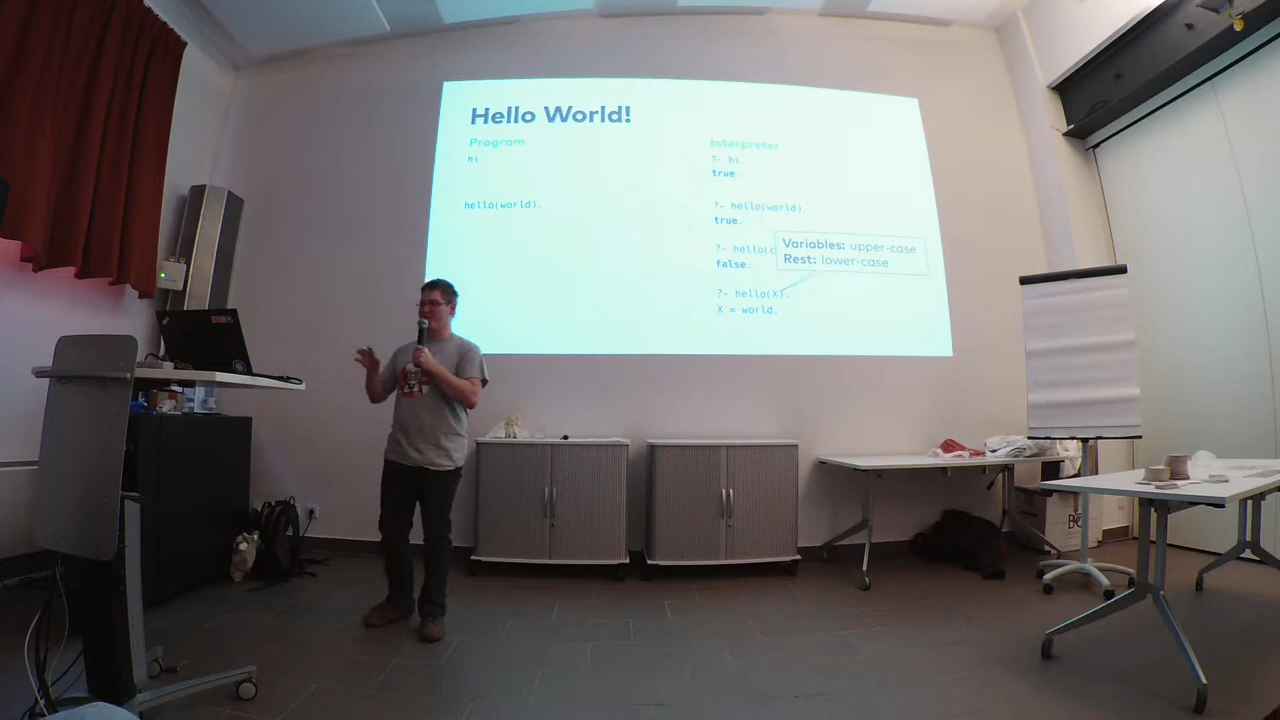 Hello World!
Program
hi
hello(world).
Interpreter
?- hi
true
?- hello(world).
true.
?- hello(
false.
Variables: upper-case
Rest: lower-case
?- hello(X).
X = world.